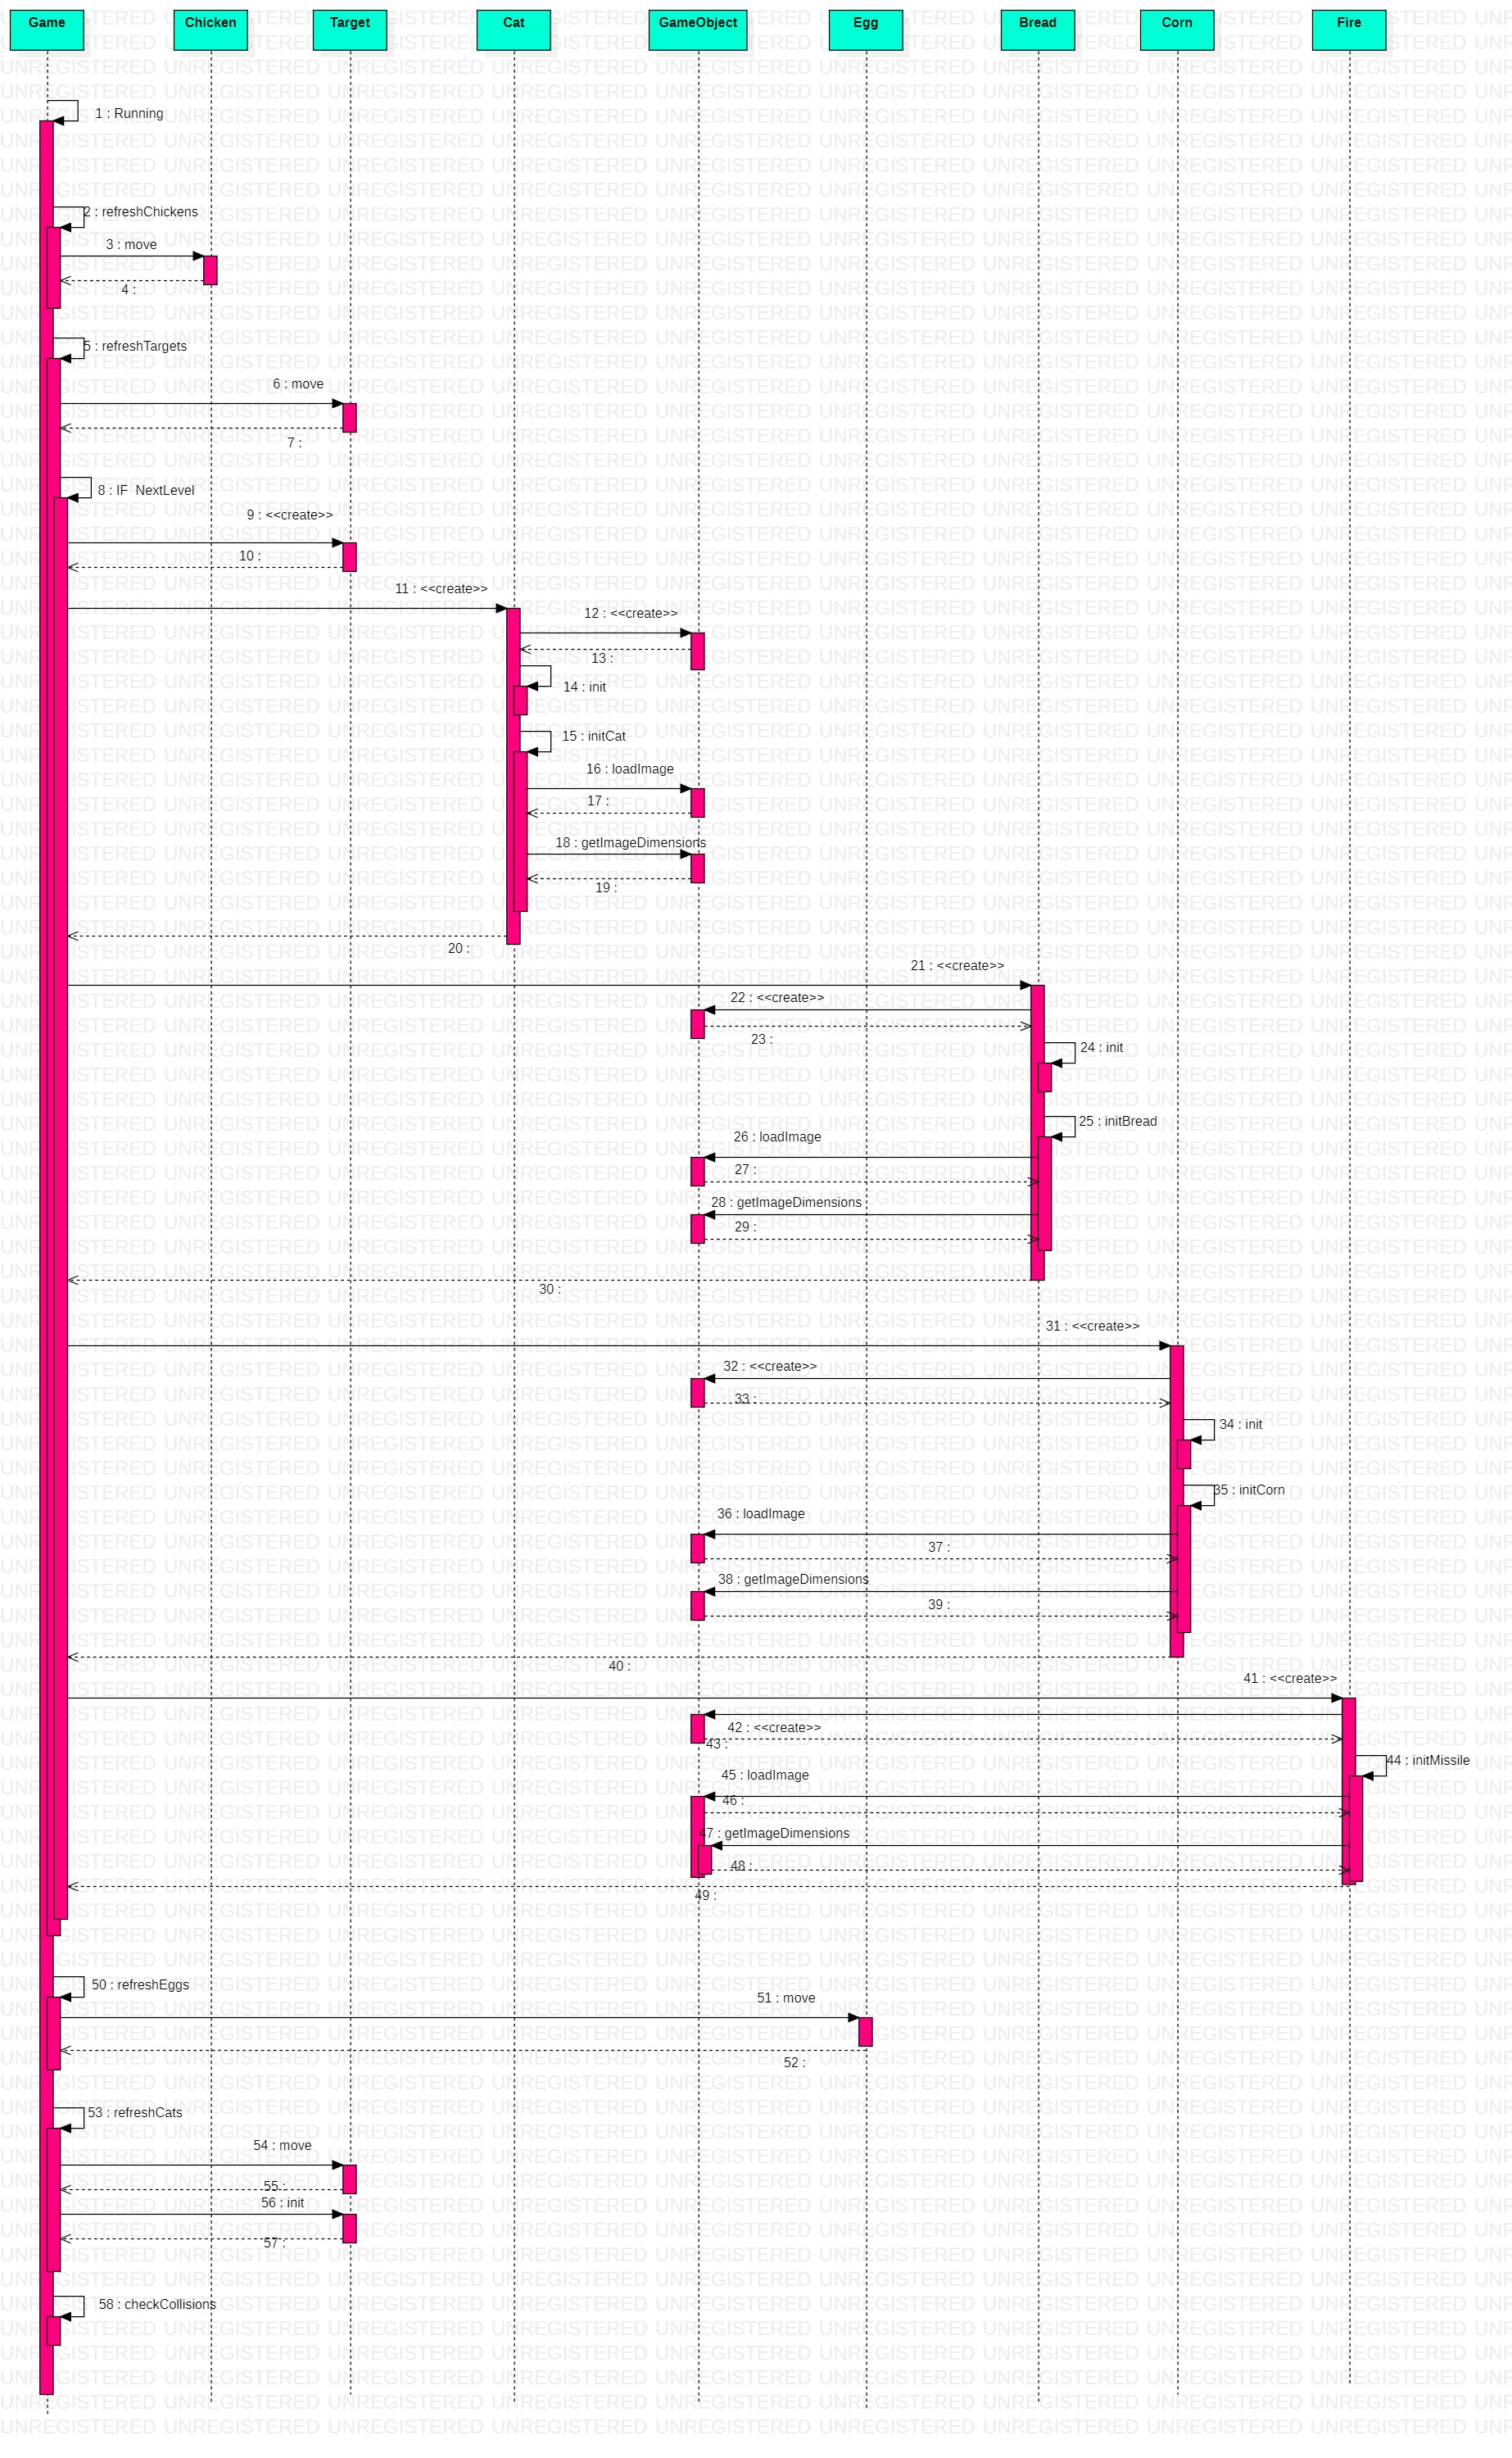 Game Chicken Target Cat GameObject Egg Bread Corn Fire
1 : Running
2 : refreshChickens
3 : move
4 :
5 : refreshTargets
6 : move
7 :
8 : IF  NextLevel
9 : <<create>>
10 :
11 : <<create>>
12 : <<create>>
13 :
14 : init
15 : initCat
16 : loadImage
17 :
18 : getImageDimensions
19 :
20 :
21 : <<create>>
22 : <<create>>
23 :
24 : init
25 : initBread
26 : loadImage
27 :
28 : getImageDimensions
29 :
30 :
31 : <<create>>
32 : <<create>>
33 :
34 : init
35 : initCorn
36 : loadImage
37 :
38 : getImageDimensions
39 :
40 :
41 : <<create>>
42 : <<create>>
43 :
44 : initMissile
45 : loadImage
46 :
47 : getImageDimensions
48 :
49 :
50 : refreshEggs
51 : move
52 :
53 : refreshCats
54 : move
55 :
56 : init
57 :
58 : checkCollisions
UNREGISTERED